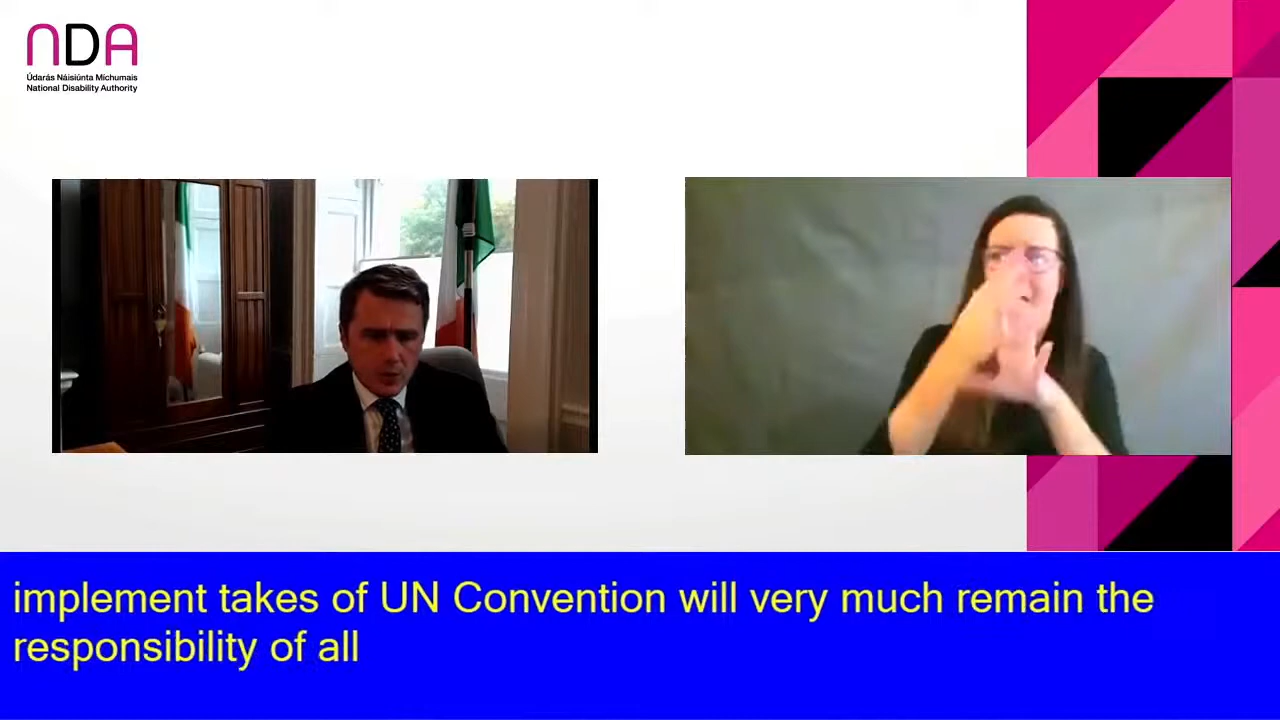 NDA
Údarás Náisiúnta Míchumais
National Disability Authority
implement takes of UN Convention will very much remain the
responsibility of all